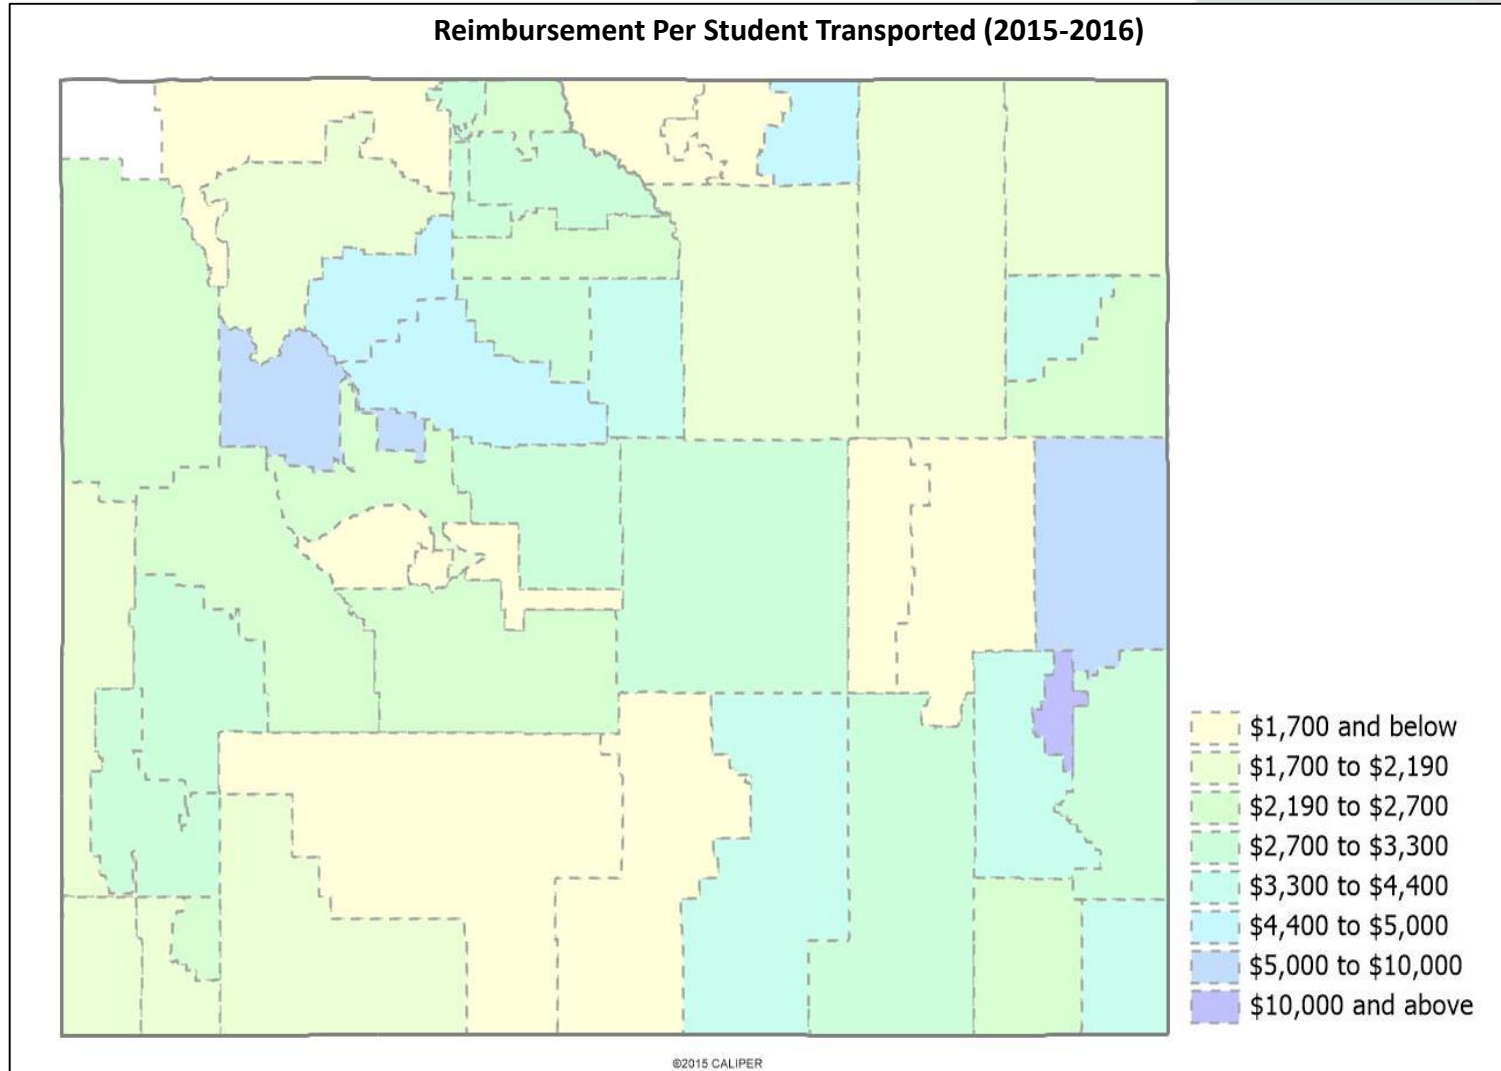 Reimbursement Per Student Transported (2015-2016)
$1,700 and below
$1,700 to $2,190
$2,190 to $2,700
$2,700 to $3,300
$3,300 to $4,400
$4,400 to $5,000
$5,000 to $10,000
$10,000 and above
©2015 CALIPER